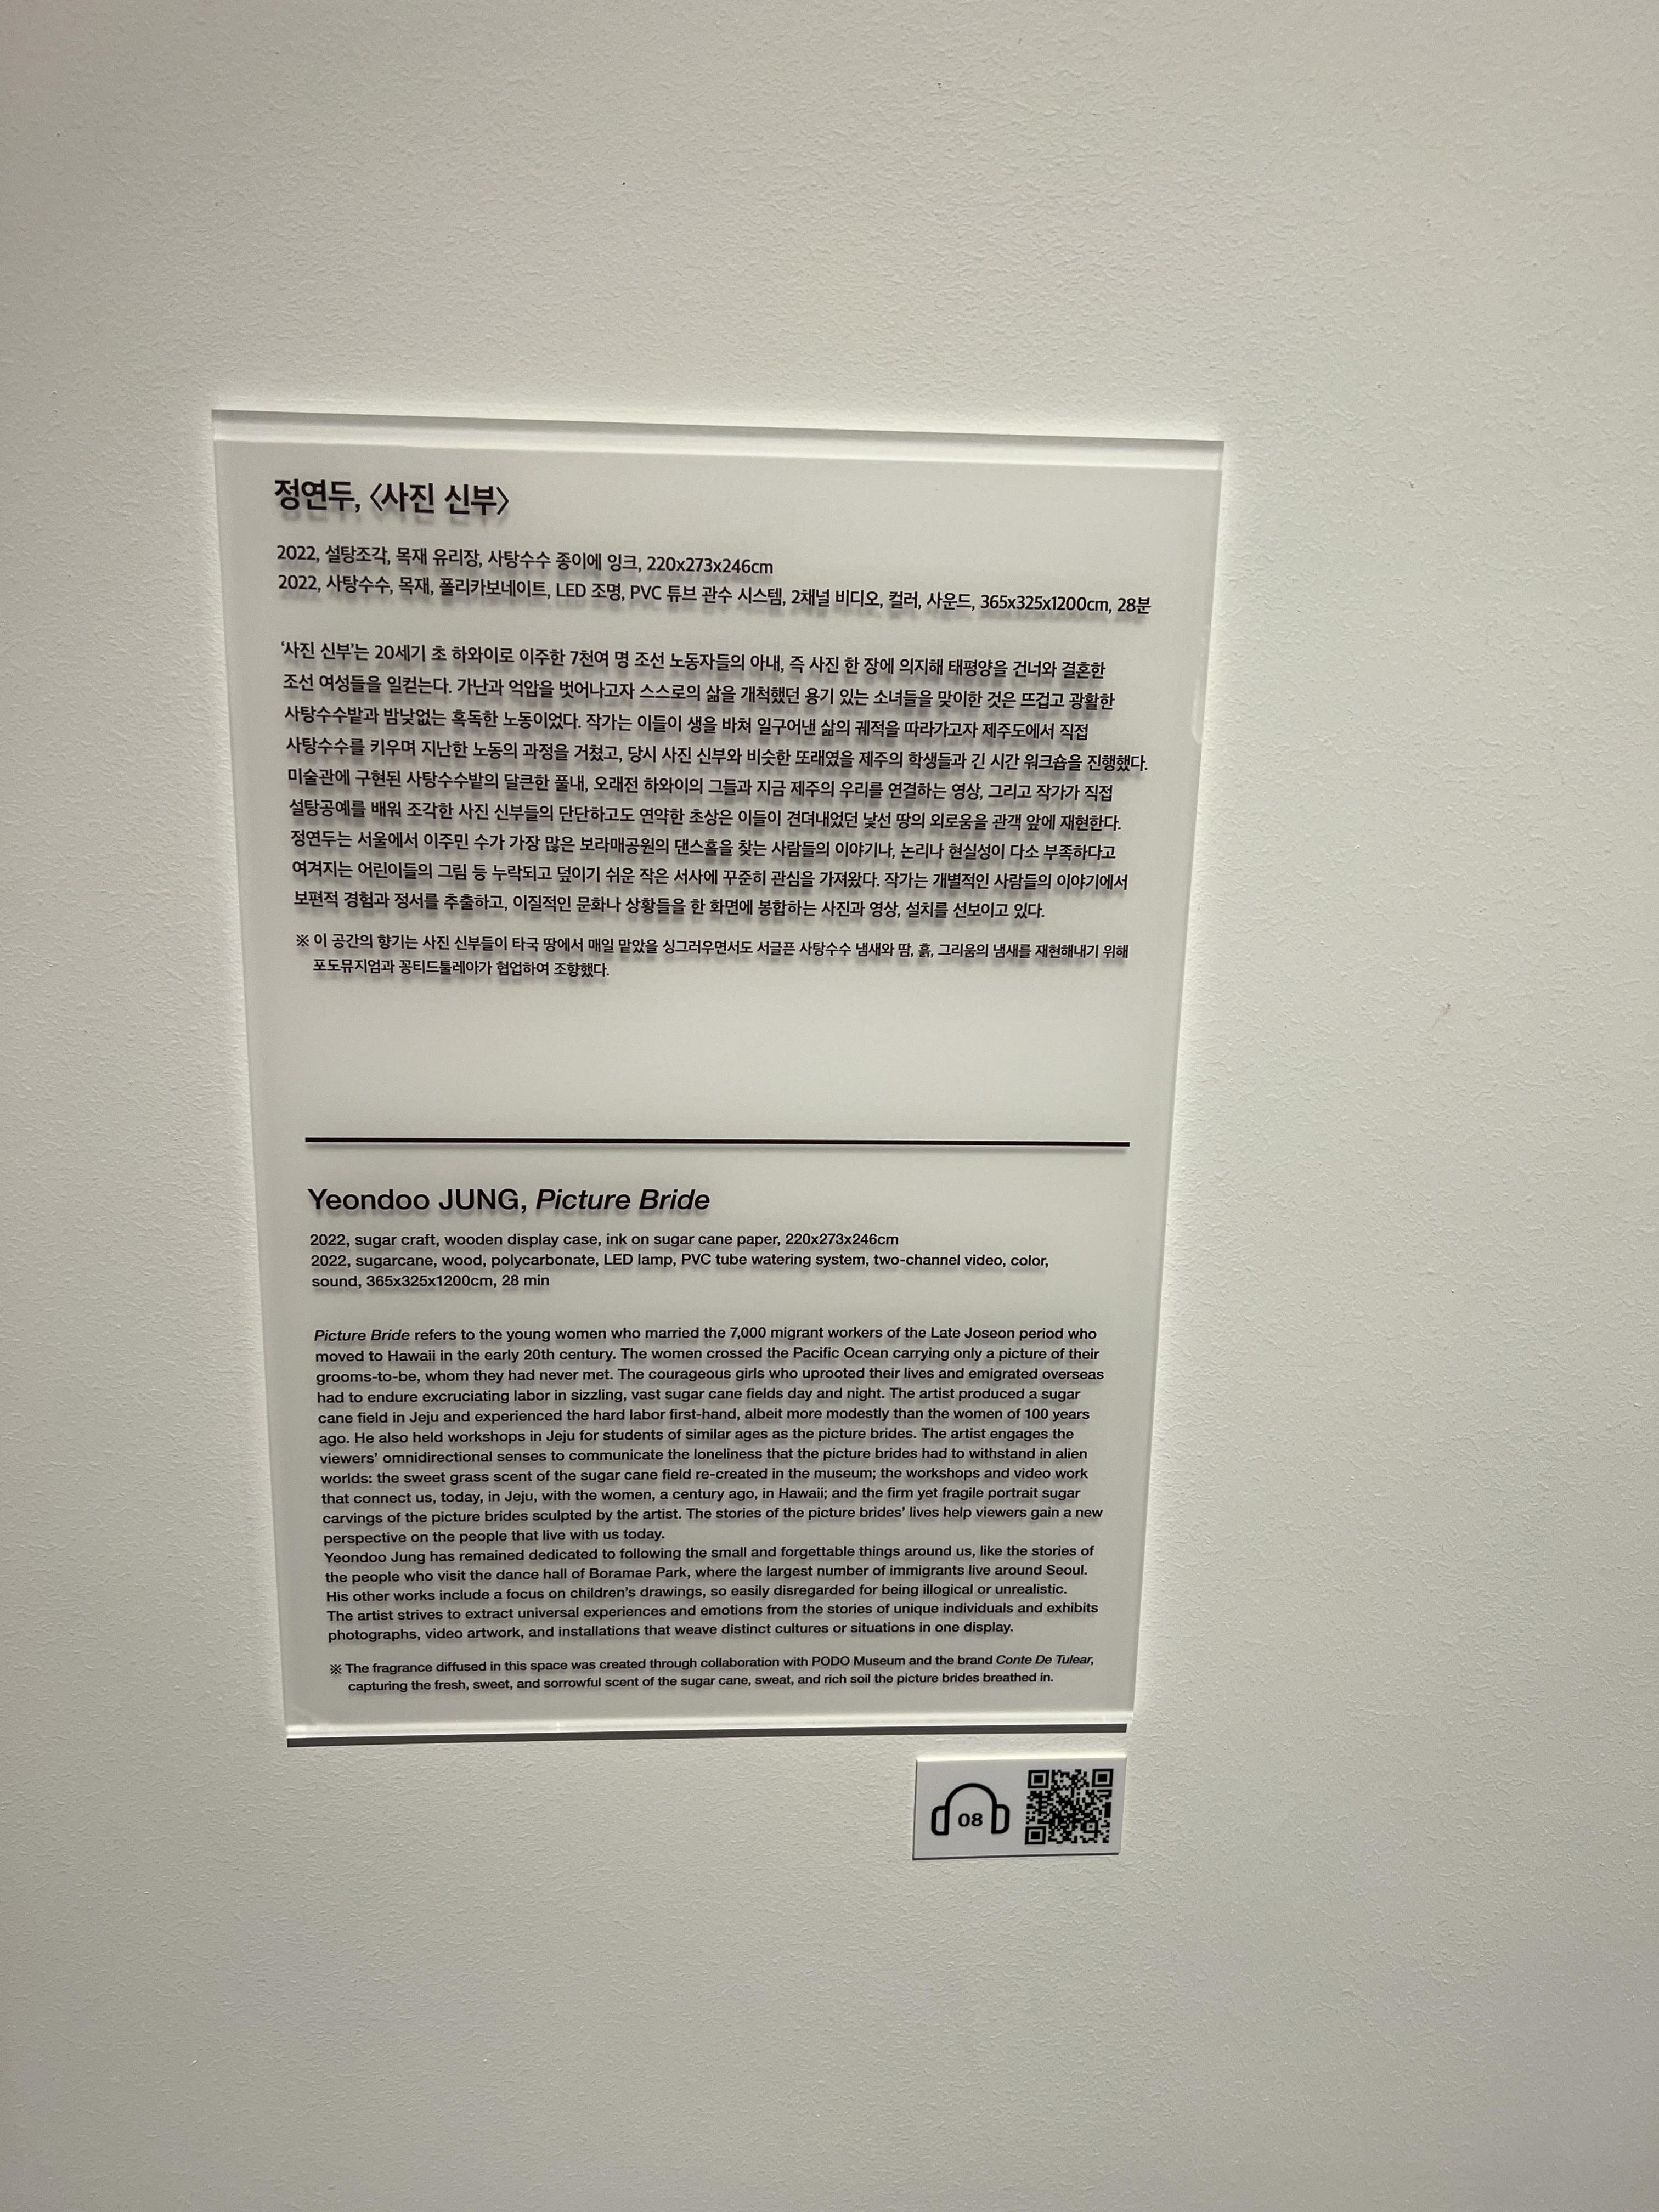 정연두, 〈사진 신부〉
2022, 설탕조각, 목재 유리장, 사탕수수 종이에 잉크, 220x273x246cm
2022, 사탕수수, 목재, 폴리카보네이트, LED 조명, PVC 튜브 관수 시스템, 2채널 비디오, 컬러, 사운드, 365x325x1200cm, 28분
‘사진 신부’는 20세기 초 하와이로 이주한 7천여 명 조선 노동자들의 아내, 즉 사진 한 장에 의지해 태평양을 건너와 결혼한
조선 여성들을 일컫는다. 가난과 억압을 벗어나고자 스스로의 삶을 개척했던 용기 있는 소녀들을 맞이한 것은 뜨겁고 광활한
사탕수수밭과 밤낮없는 혹독한 노동이었다. 작가는 이들이 생을 바쳐 일구어낸 삶의 궤적을 따라가고자 제주도에서 직접
사탕수수를 키우며 지난한 노동의 과정을 거쳤고, 당시 사진 신부와 비슷한 또래였을 제주의 학생들과 긴 시간 워크숍을 진행했다.
미술관에 구현된 사탕수수밭의 달큰한 풀내, 오래전 하와이의 그들과 지금 제주의 우리를 연결하는 영상, 그리고 작가가 직접
설탕공예를 배워 조각한 사진 신부들의 단단하고도 연약한 초상은 이들이 견뎌내었던 낯선 땅의 외로움을 관객 앞에 재현한다.
정연두는 서울에서 이주민 수가 가장 많은 보라매공원의 댄스홀을 찾는 사람들의 이야기나, 논리나 현실성이 다소 부족하다고
여겨지는 어린이들의 그림 등 누락되고 덮이기 쉬운 작은 서사에 꾸준히 관심을 가져왔다. 작가는 개별적인 사람들의 이야기에서
보편적 경험과 정서를 추출하고, 이질적인 문화나 상황들을 한 화면에 봉합하는 사진과 영상, 설치를 선보이고 있다.
※ 이 공간의 향기는 사진 신부들이 타국 땅에서 매일 맡았을 싱그러우면서도 서글픈 사탕수수 냄새와 땀, 흙, 그리움의 냄새를 재현해내기 위해
포도뮤지엄과 꽁티드툴레아가 협업하여 조향했다.
Yeondoo JUNG, Picture Bride
2022, sugar craft, wooden display case, ink on sugar cane paper, 220x273x246cm
2022, sugarcane, wood, polycarbonate, LED lamp, PVC tube watering system, two-channel video, color,
sound, 365x325x1200cm, 28 min
Picture Bride refers to the young women who married the 7,000 migrant workers of the Late Joseon period who
moved to Hawaii in the early 20th century. The women crossed the Pacific Ocean carrying only a picture of their
grooms-to-be, whom they had never met. The courageous girls who uprooted their lives and emigrated overseas
had to endure excruciating labor in sizzling, vast sugar cane fields day and night. The artist produced a sugar
cane field in Jeju and experienced the hard labor first-hand, albeit more modestly than the women of 100 years
ago. He also held workshops in Jeju for students of similar ages as the picture brides. The artist engages the
viewers’ omnidirectional senses to communicate the loneliness that the picture brides had to withstand in alien
worlds: the sweet grass scent of the sugar cane field re-created in the museum; the workshops and video work
that connect us, today, in Jeju, with the women, a century ago, in Hawaii; and the firm yet fragile portrait sugar
carvings of the picture brides sculpted by the artist. The stories of the picture brides’ lives help viewers gain a new
perspective on the people that live with us today.
Yeondoo Jung has remained dedicated to following the small and forgettable things around us, like the stories of
the people who visit the dance hall of Boramae Park, where the largest number of immigrants live around Seoul.
His other works include a focus on children’s drawings, so easily disregarded for being illogical or unrealistic.
The artist strives to extract universal experiences and emotions from the stories of unique individuals and exhibits
photographs, video artwork, and installations that weave distinct cultures or situations in one display.
※ The fragrance diffused in this space was created through collaboration with PODO Museum and the brand Conte De Tulear,
capturing the fresh, sweet, and sorrowful scent of the sugar cane, sweat, and rich soil the picture brides breathed in.
08